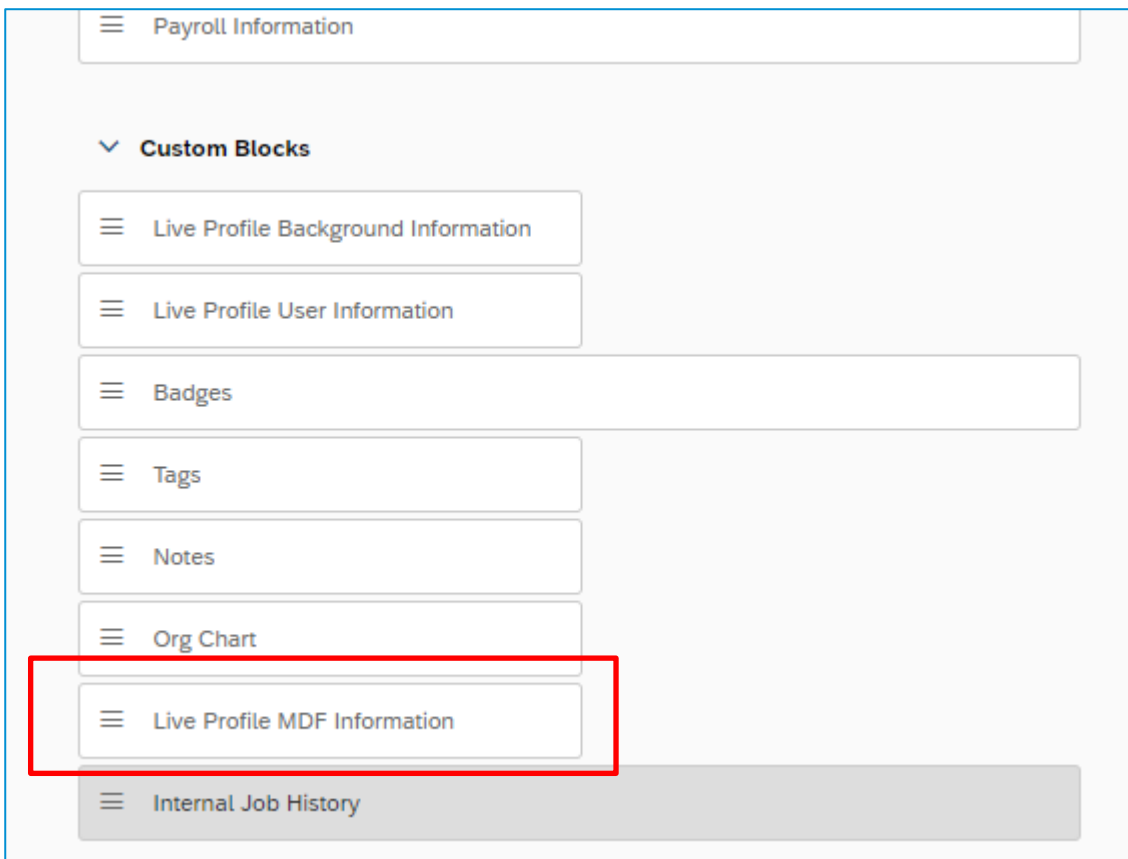 Payroll Information
Custom Blocks
Live Profile Background Information
Live Profile User Information
Badges
Tags
Notes
Org Chart
Live Profile MDF Information
Internal Job History